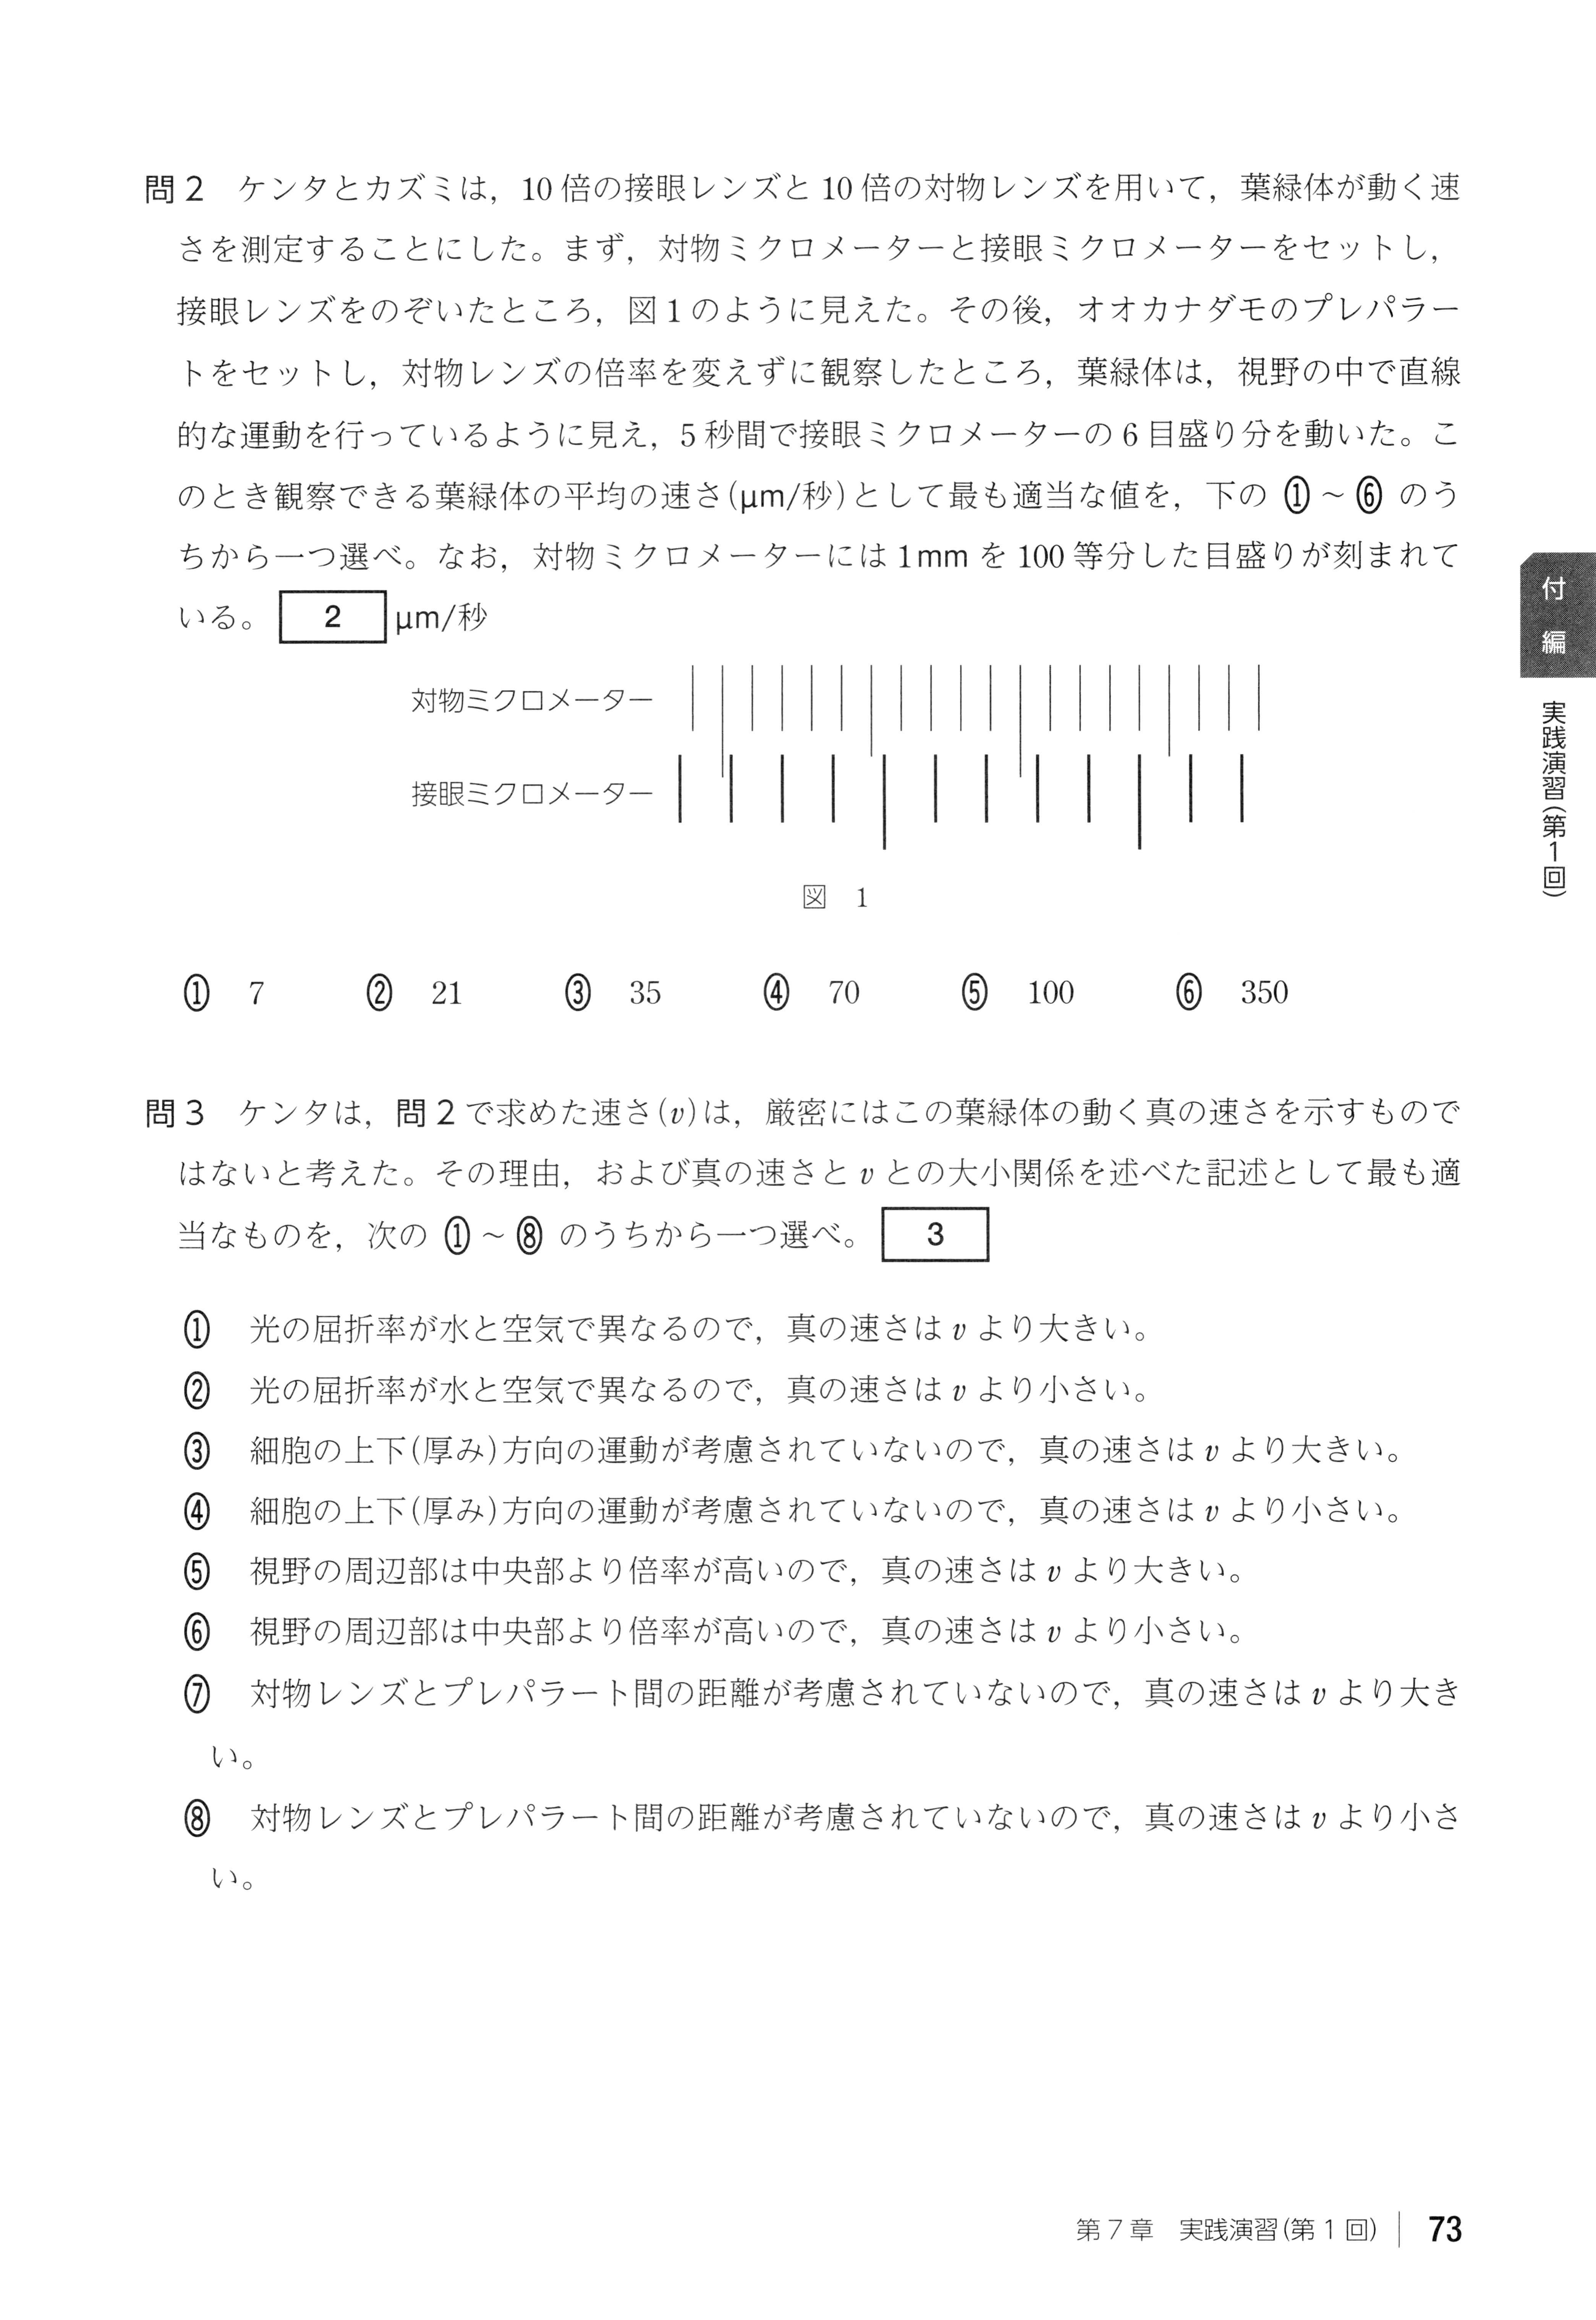 問2 ケンタとカズミは，10倍の接眼レンズと10倍の対物レンズを用いて，葉緑体が動く速
さを測定することにした。まず，対物ミクロメーターと接眼ミクロメーターをセットし，
接眼レンズをのぞいたところ，図1のように見えた。その後，オオカナダモのプレパラー
トをセットし，対物レンズの倍率を変えずに観察したところ，葉緑体は，視野の中で直線
的な運動を行っているように見え，5秒間で接眼ミクロメーターの6目盛り分を動いた。こ
のとき観察できる葉緑体の平均の速さ(μm/秒)として最も適当な値を，下の ①～⑥ のう
ちから一つ選べ。なお，対物ミクロメーターには1mmを100等分した目盛りが刻まれて
いる。 2 μm/秒
対物ミクロメーター
接眼ミクロメーター
図 1
① 7 ② 21 ③ 35 ④ 70 ⑤ 100 ⑥ 350
問3 ケンタは，問2で求めた速さ(v)は，厳密にはこの葉緑体の動く真の速さを示すもので
はないと考えた。その理由，および真の速さとvとの大小関係を述べた記述として最も適
当なものを，次の ①～⑧ のうちから一つ選べ。 3
① 光の屈折率が水と空気で異なるので，真の速さはvより大きい。
② 光の屈折率が水と空気で異なるので，真の速さはvより小さい。
③ 細胞の上下(厚み)方向の運動が考慮されていないので，真の速さはvより大きい。
④ 細胞の上下(厚み)方向の運動が考慮されていないので，真の速さはvより小さい。
⑤ 視野の周辺部は中央部より倍率が高いので，真の速さはvより大きい。
⑥ 視野の周辺部は中央部より倍率が高いので，真の速さはvより小さい。
⑦ 対物レンズとプレパラート間の距離が考慮されていないので，真の速さはvより大き
い。
⑧ 対物レンズとプレパラート間の距離が考慮されていないので，真の速さはvより小さ
い。
付編
実践演習(第1回)
第7章 実践演習(第1回) 73